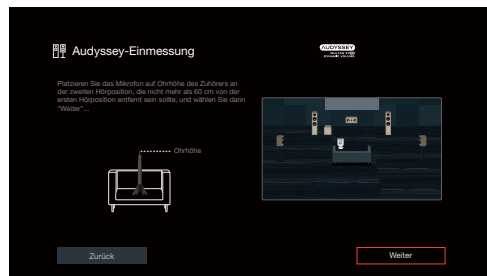 Audyssey-Einmessung
AUDYSSEY
Platzieren Sie das Mikrofon auf Ohrhöhe des Zuhörers an
der zweiten Hörposition, die nicht mehr als 60 cm von der
ersten Hörposition entfernt sein sollte, und wählen Sie dann
"Weiter"...
Ohrhöhe
Zurück
Weiter